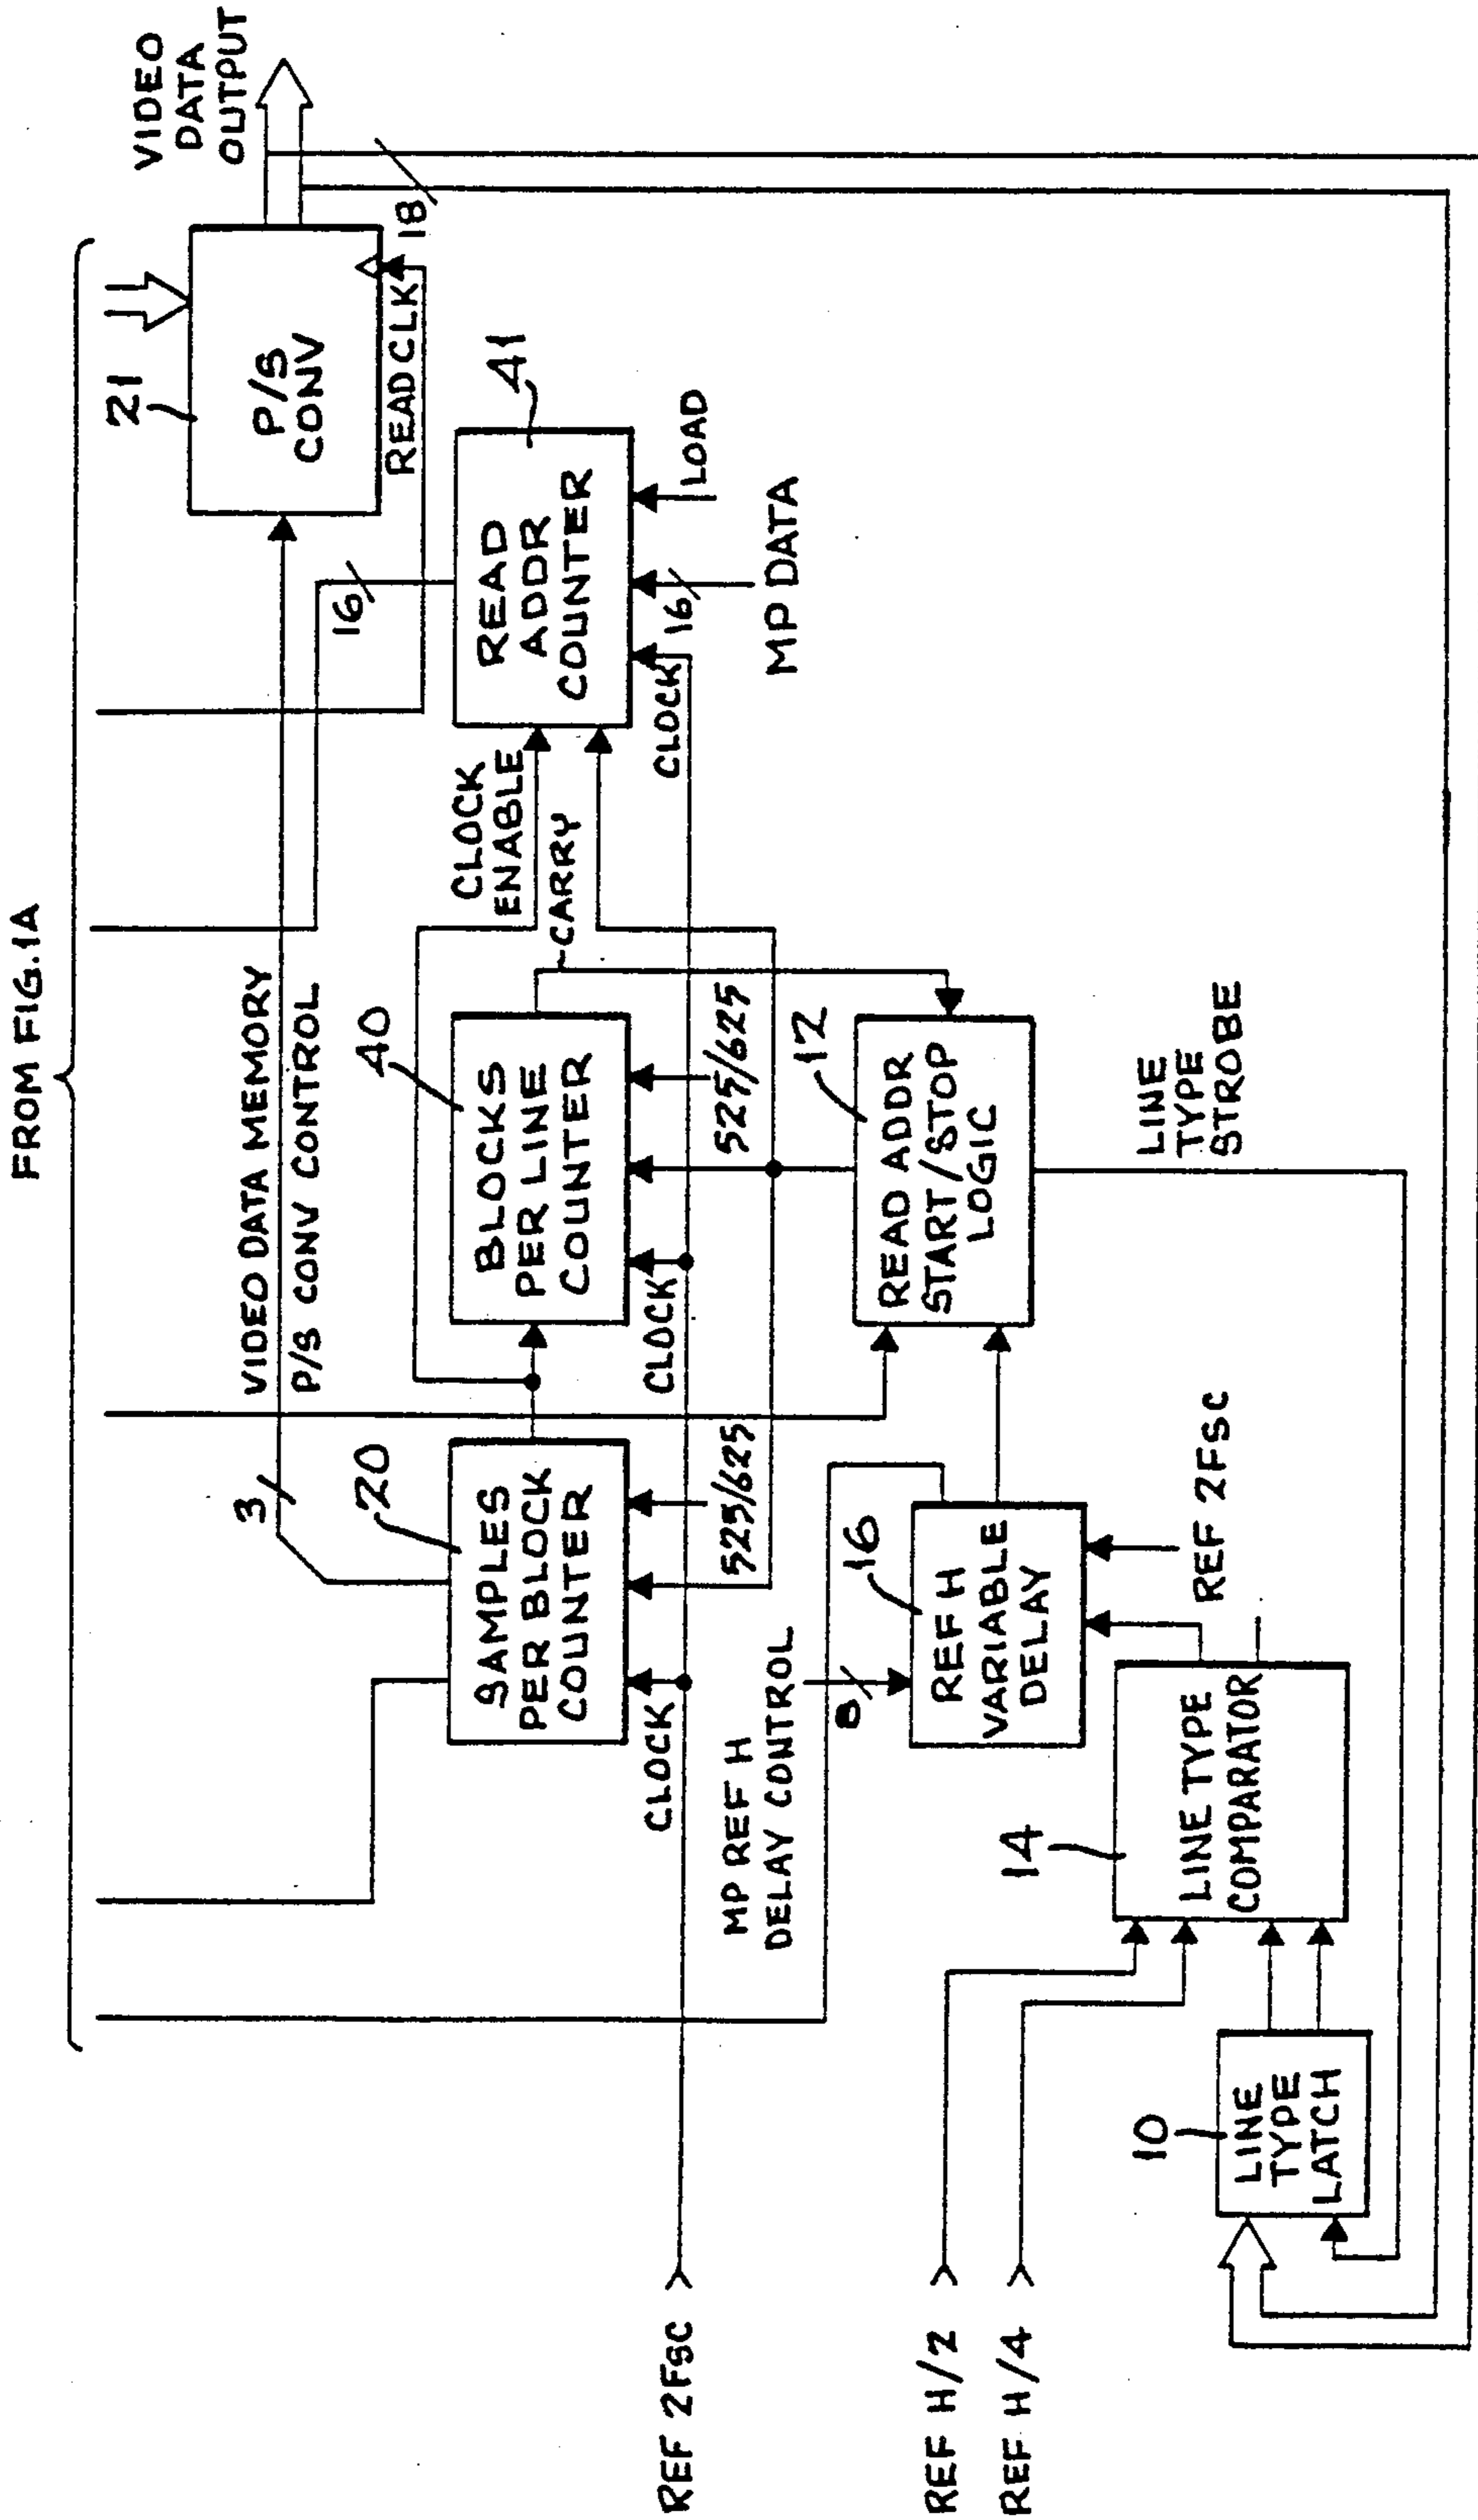 FROM FIG.1A
VIDEO
DATA
OUTPUT
21
P/S
CONV
READ CLK
18
VIDEO DATA MEMORY
P/S CONV CONTROL
3
16
20
SAMPLES
PER BLOCK
COUNTER
40
BLOCKS
PER LINE
COUNTER
CLOCK
ENABLE
CARRY
READ
ADDR
COUNTER
41
CLOCK
525/625
CLOCK
525/625
CLOCK
16
LOAD
MP DATA
REF 2FSC
MP REF H
DELAY CONTROL
8
16
REF H
VARIABLE
DELAY
12
READ ADDR
START/STOP
LOGIC
REF H/2
REF H/4
14
LINE TYPE
COMPARATOR
REF 2FSC
LINE
TYPE
STROBE
10
LINE
TYPE
LATCH